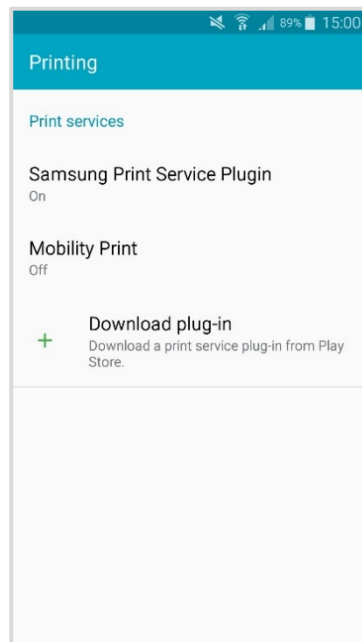 89% 15:00
Printing
Print services
Samsung Print Service Plugin
On
Mobility Print
Off
+ Download plug-in
Download a print service plug-in from Play
Store.